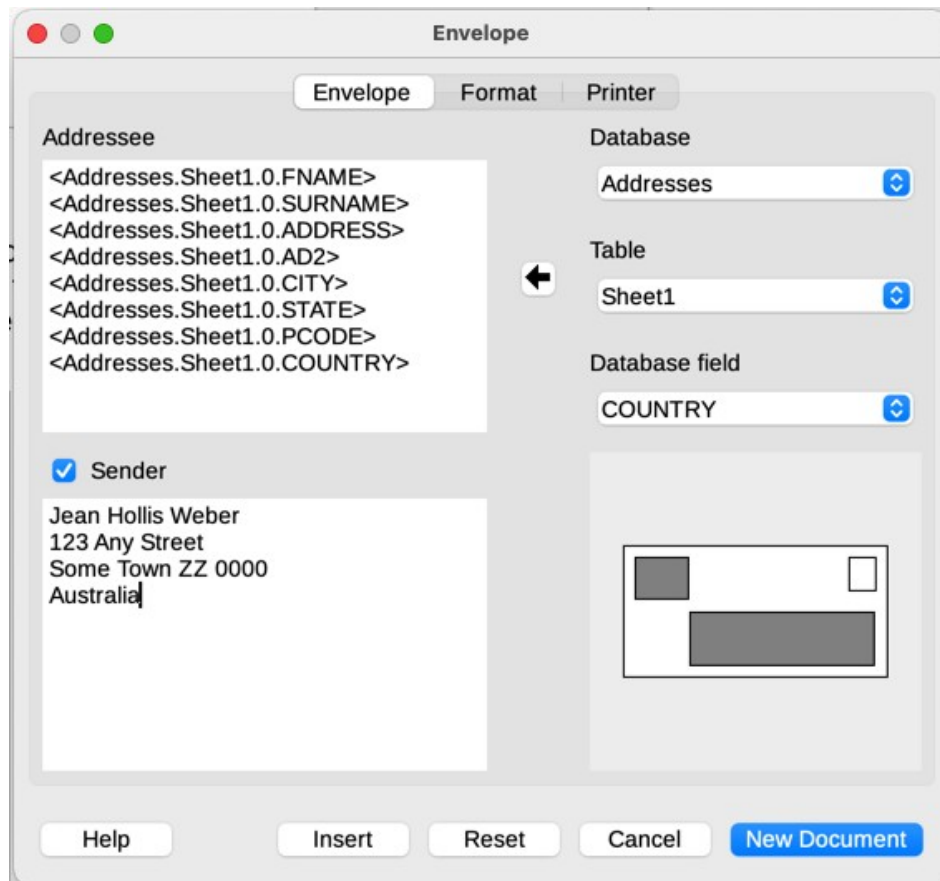 Envelope
Envelope Format Printer
Addressee
<Addresses.Sheet1.0.FNAME>
<Addresses.Sheet1.0.SURNAME>
<Addresses.Sheet1.0.ADDRESS>
<Addresses.Sheet1.0.AD2>
<Addresses.Sheet1.0.CITY>
<Addresses.Sheet1.0.STATE>
<Addresses.Sheet1.0.PCODE>
<Addresses.Sheet1.0.COUNTRY>
Database
Addresses
Table
Sheet1
Database field
COUNTRY
Sender
Jean Hollis Weber
123 Any Street
Some Town ZZ 0000
Australia
Help Insert Reset Cancel New Document